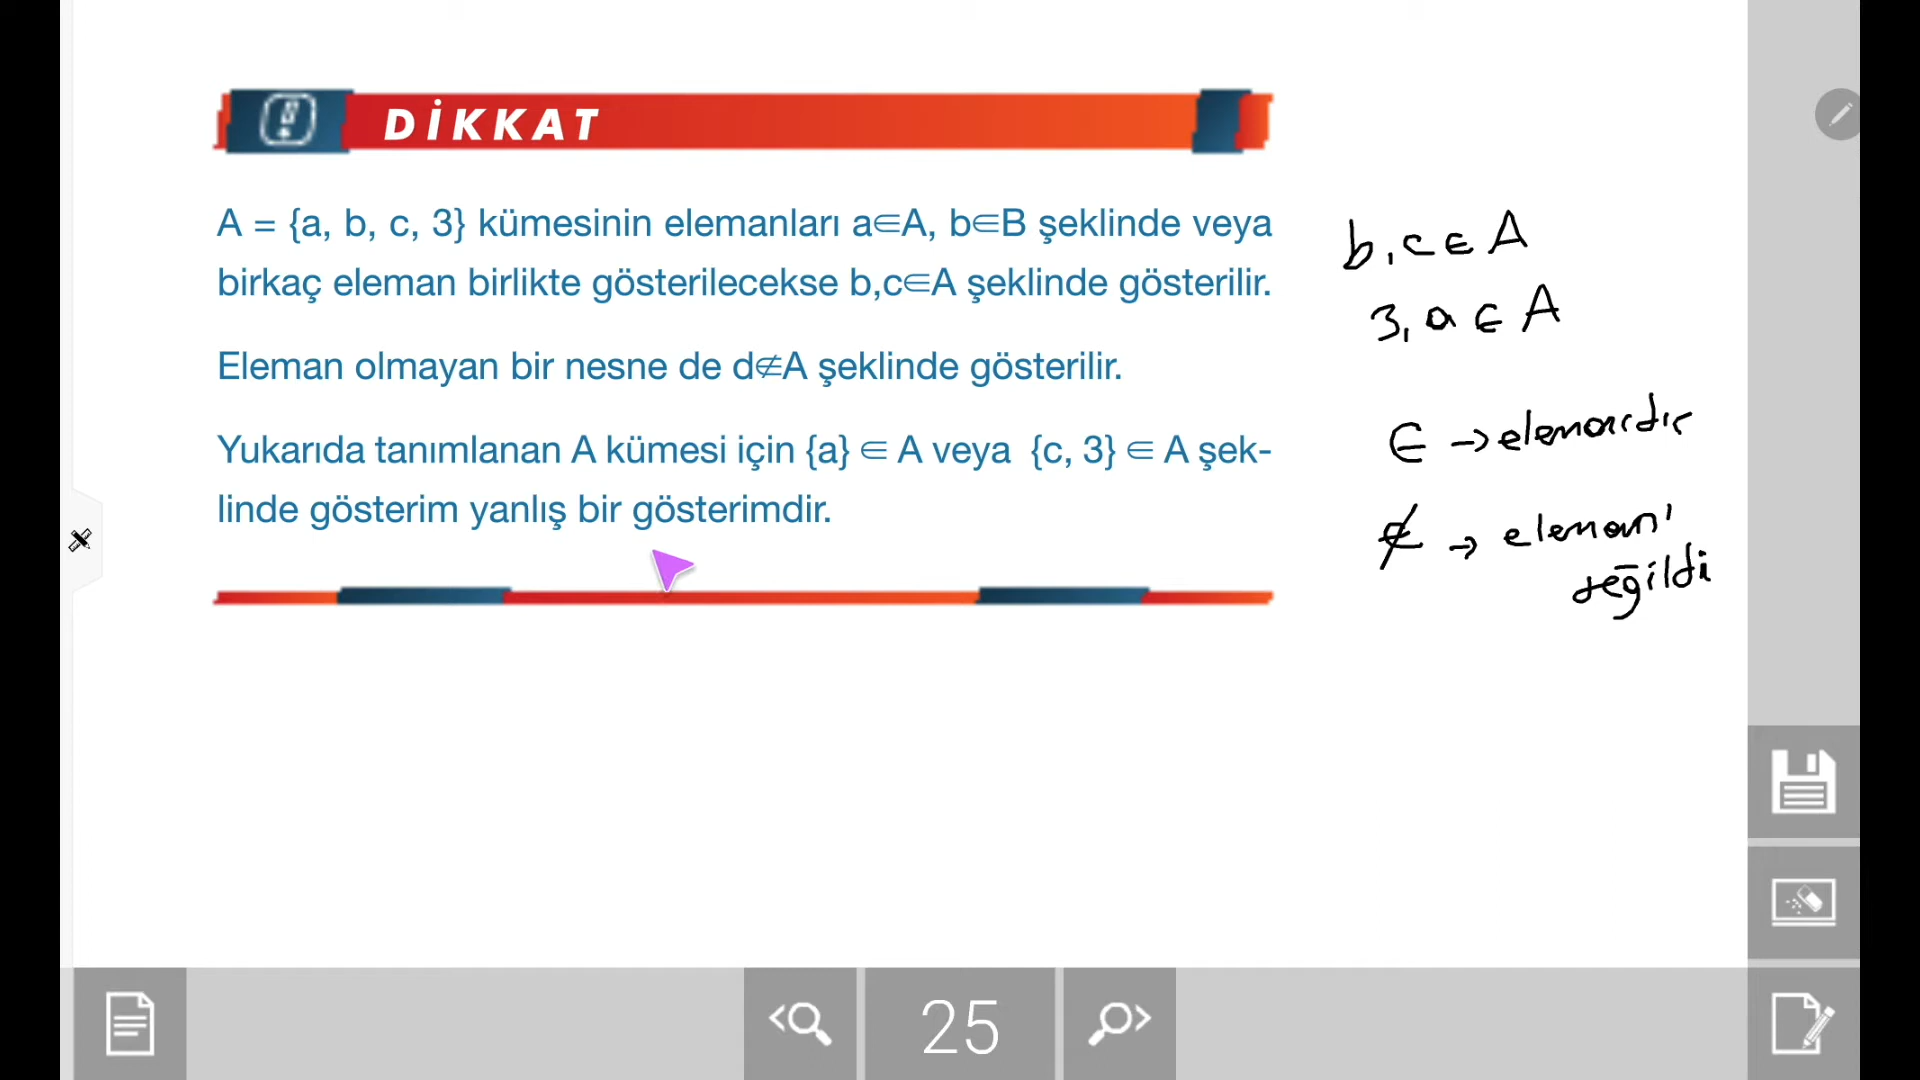 DİKKAT
A = {a, b, c, 3} kümesinin elemanları a∈A, b∈B şeklinde veya
birkaç eleman birlikte gösterilecekse b,c∈A şeklinde gösterilir.
Eleman olmayan bir nesne de d∉A şeklinde gösterilir.
Yukarıda tanımlanan A kümesi için {a} ∈ A veya {c, 3} ∈ A şek-
linde gösterim yanlış bir gösterimdir.
b, c ∈ A
3, a ∈ A
∈ → elemanıdır
∉ → elemanı
değildi
25